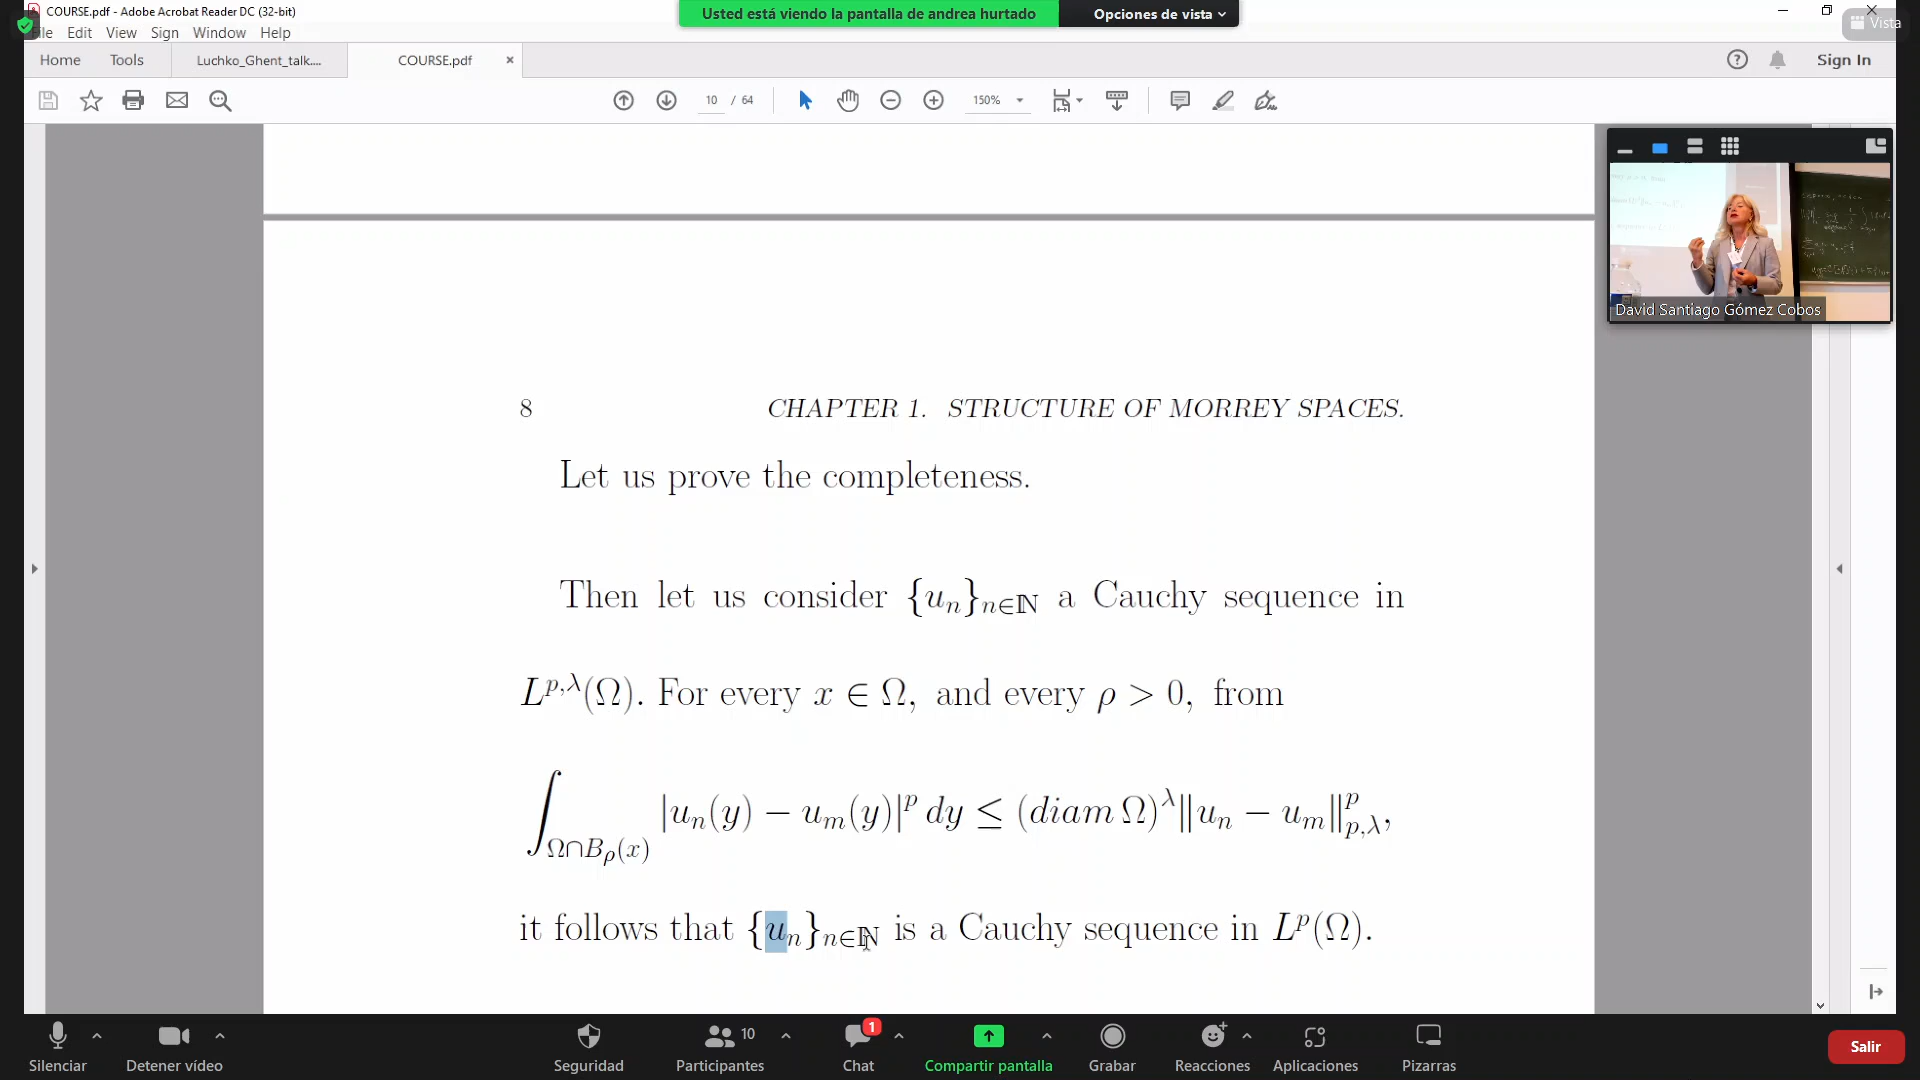 COURSE.pdf - Adobe Acrobat Reader DC (32-bit)
Usted está viendo la pantalla de andrea hurtado
Opciones de vista
Vista
File Edit View Sign Window Help
Home Tools Luchko_Ghent_talk.... COURSE.pdf × Sign In
10 / 64 150%
David Santiago Gómez Cobos
8 CHAPTER 1. STRUCTURE OF MORREY SPACES.
Let us prove the completeness.
Then let us consider {uₙ}ₙ∈ℕ a Cauchy sequence in
L^{p,λ}(Ω). For every x ∈ Ω, and every ρ > 0, from
∫_{Ω∩B_ρ(x)} |u_n(y) − u_m(y)|^p dy ≤ (diam Ω)^λ ‖u_n − u_m‖^p_{p,λ},
it follows that {uₙ}ₙ∈ℕ is a Cauchy sequence in L^p(Ω).
Silenciar Detener vídeo Seguridad Participantes 10 Chat 1 Compartir pantalla Grabar Reacciones Aplicaciones Pizarras Salir